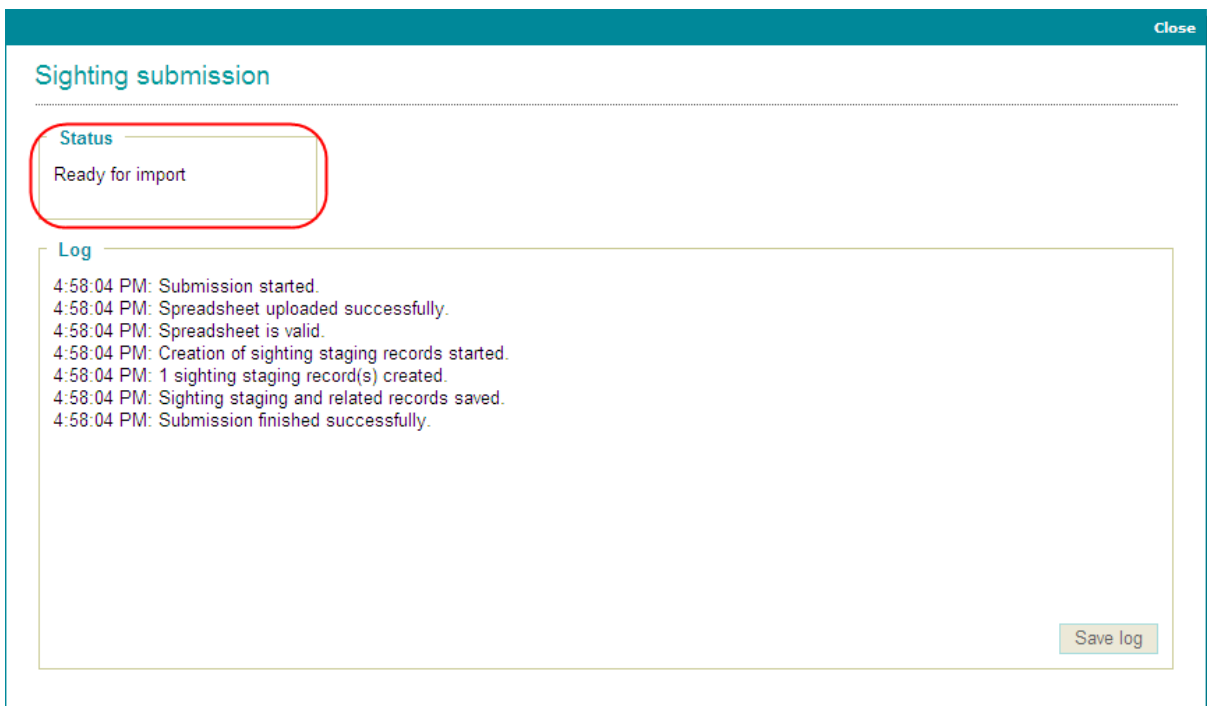 Close
Sighting submission
Status
Ready for import
Log
4:58:04 PM: Submission started.
4:58:04 PM: Spreadsheet uploaded successfully.
4:58:04 PM: Spreadsheet is valid.
4:58:04 PM: Creation of sighting staging records started.
4:58:04 PM: 1 sighting staging record(s) created.
4:58:04 PM: Sighting staging and related records saved.
4:58:04 PM: Submission finished successfully.
Save log